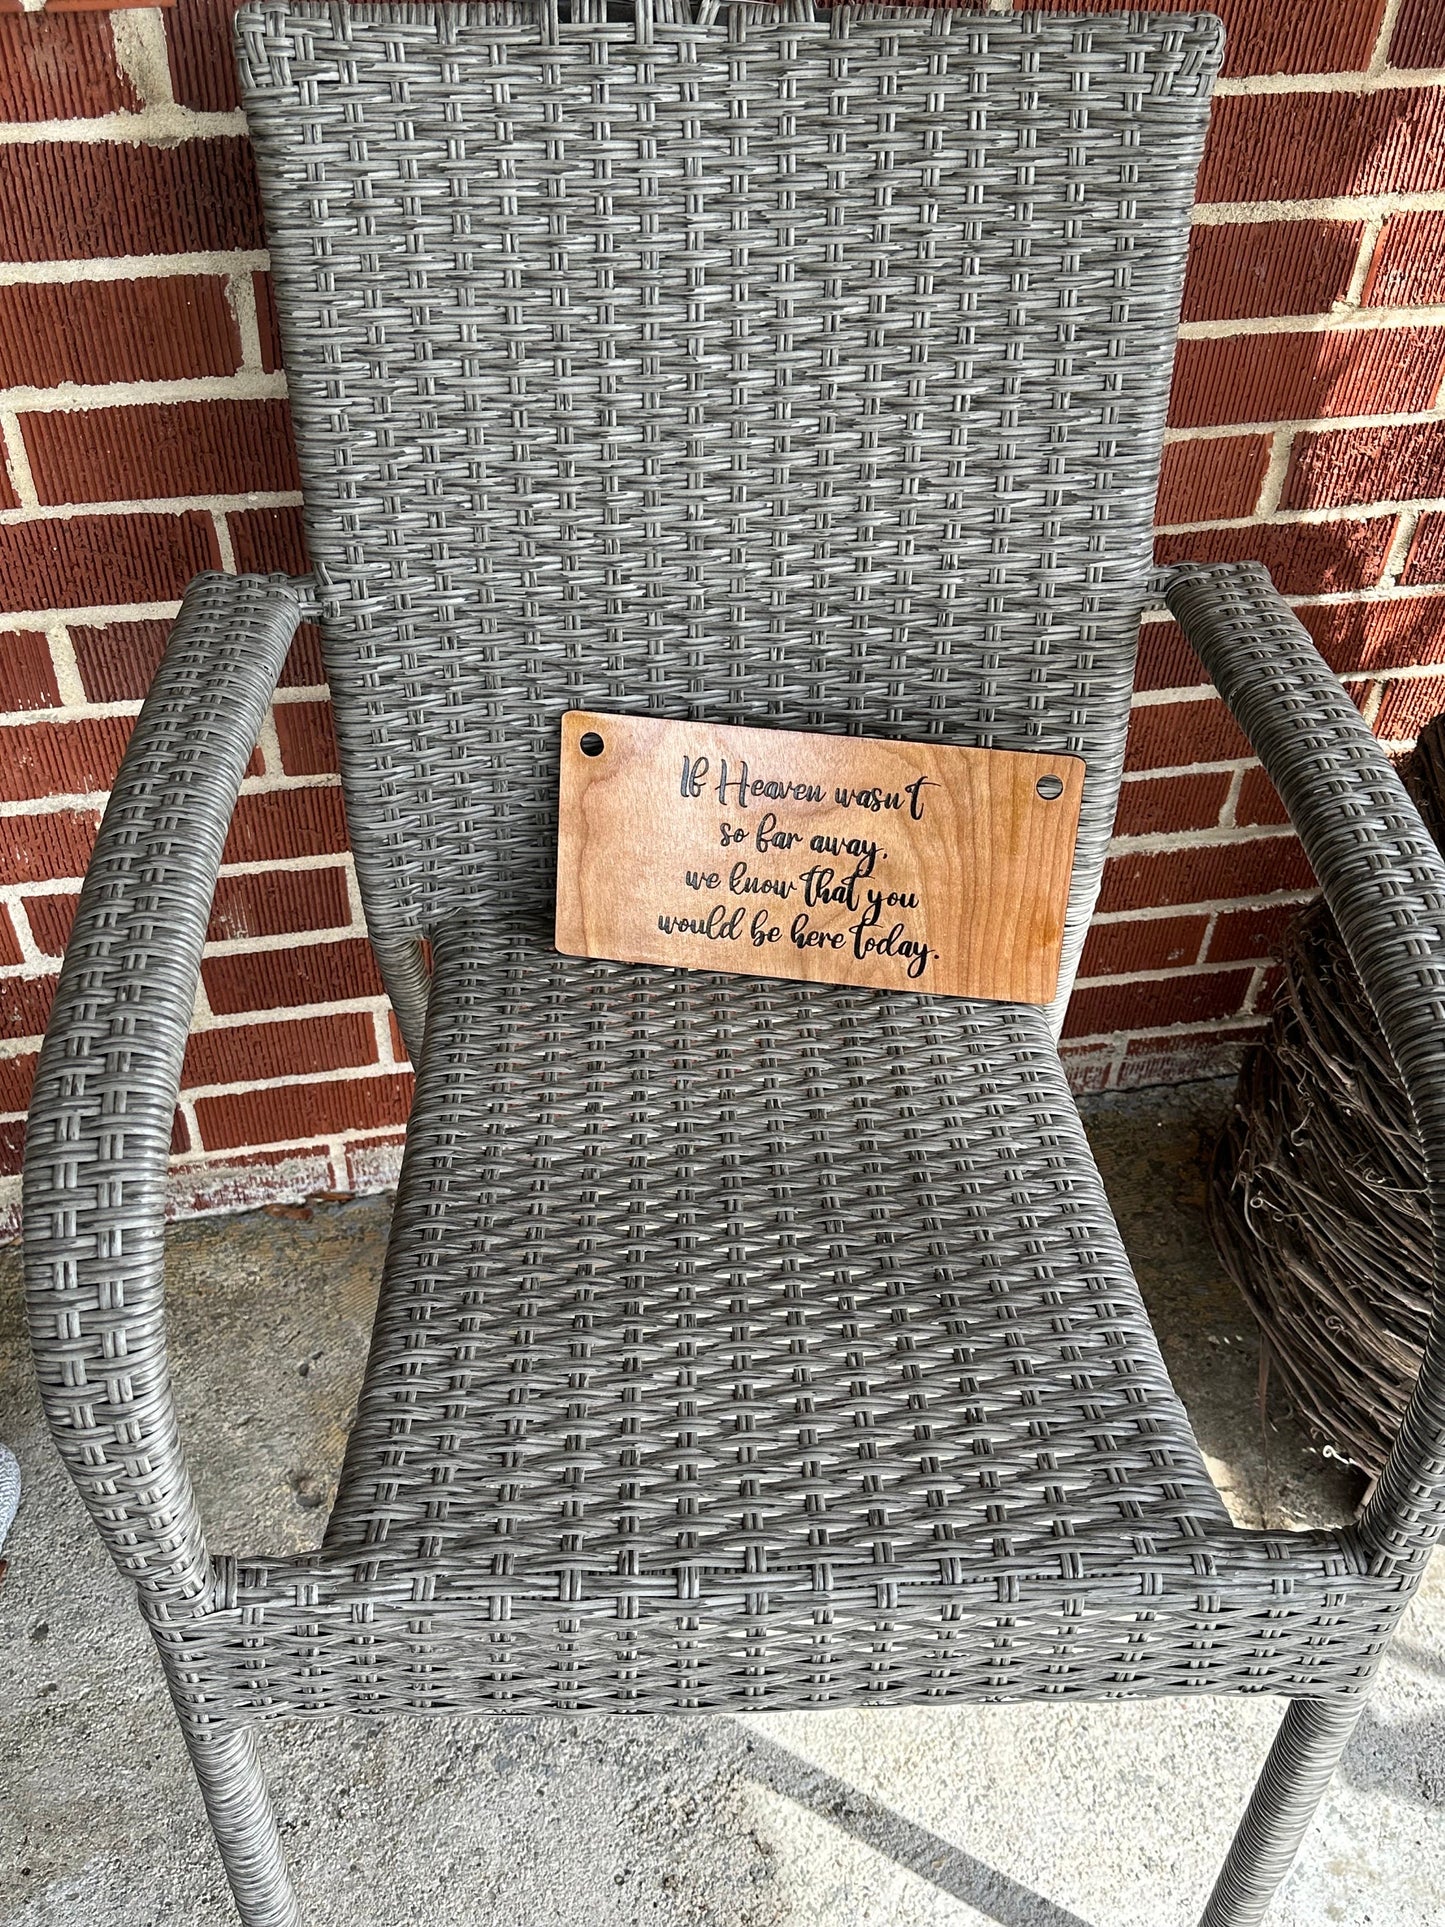 If Heaven wasn't
so far away,
we know that you
would be here today.